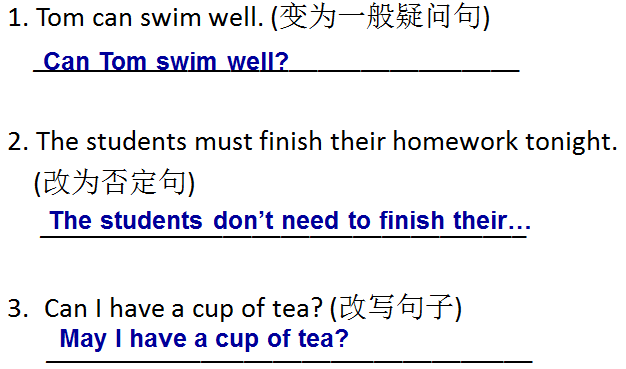 1. Tom can swim well. (变为一般疑问句)
Can Tom swim well?
2. The students must finish their homework tonight.
(改为否定句)
The students don’t need to finish their…
3. Can I have a cup of tea? (改写句子)
May I have a cup of tea?